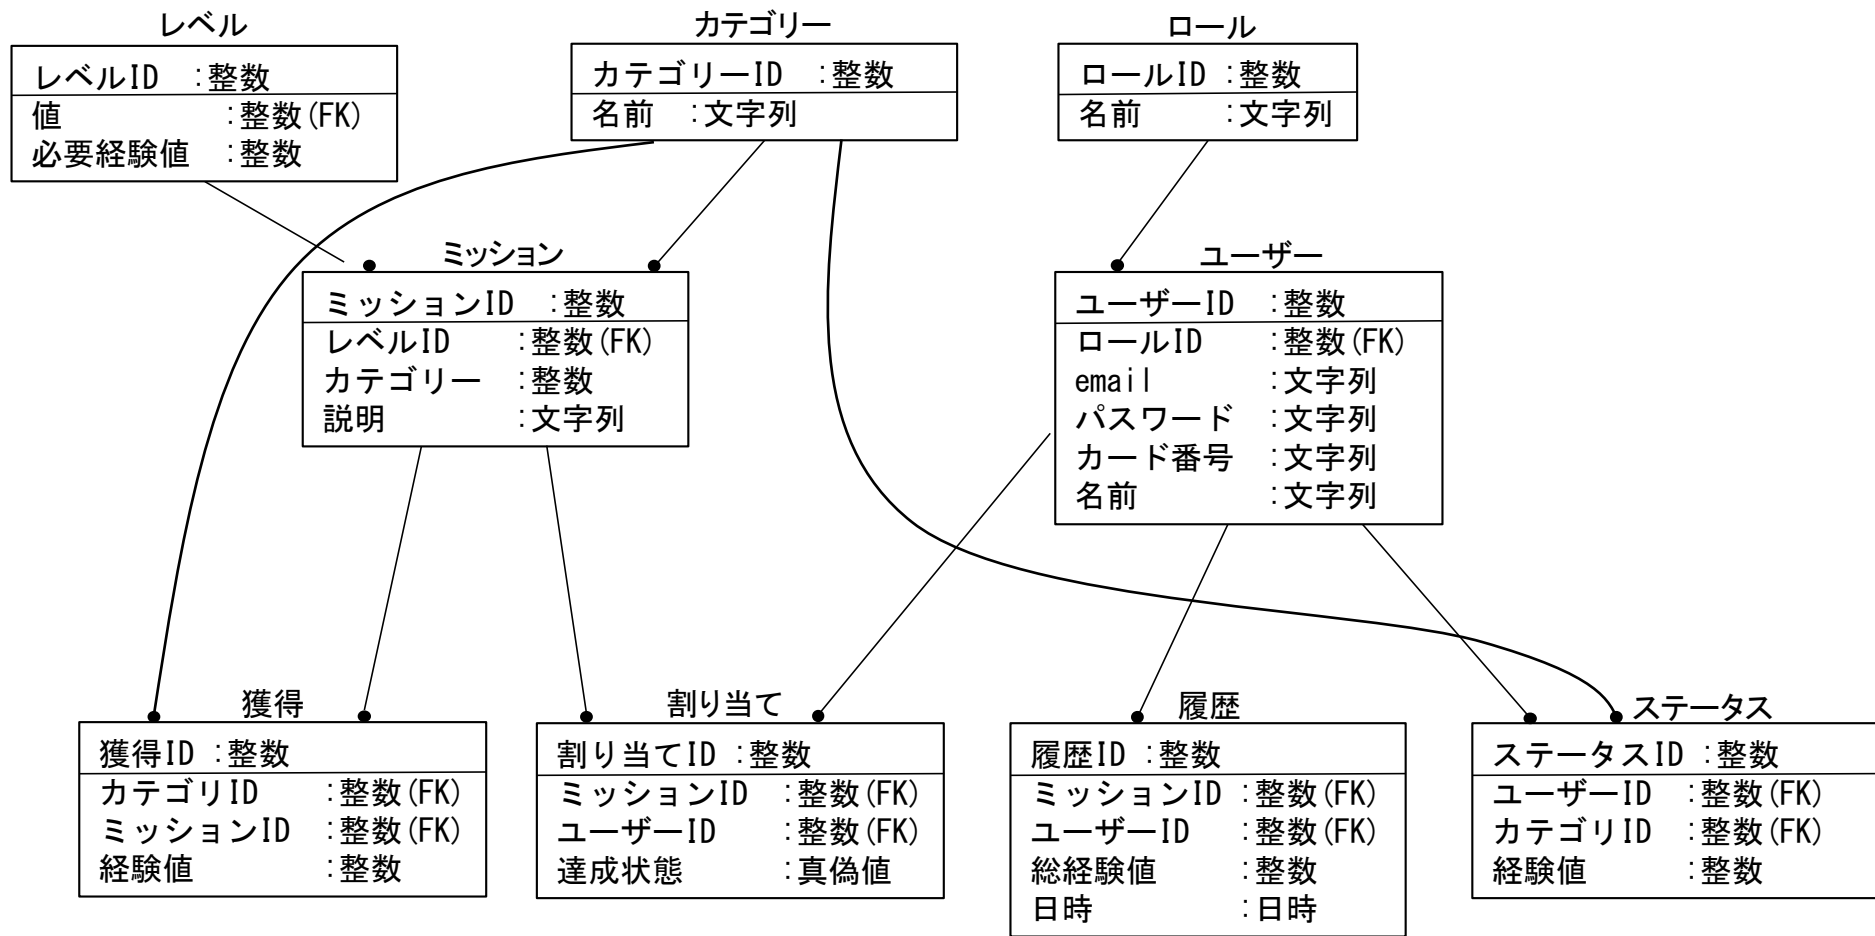 レベル
レベルID :整数
値 :整数(FK)
必要経験値 :整数
カテゴリー
カテゴリーID :整数
名前 :文字列
ロール
ロールID :整数
名前 :文字列
ミッション
ミッションID :整数
レベルID :整数(FK)
カテゴリー :整数
説明 :文字列
ユーザー
ユーザーID :整数
ロールID :整数(FK)
email :文字列
パスワード :文字列
カード番号 :文字列
名前 :文字列
獲得
獲得ID :整数
カテゴリID :整数(FK)
ミッションID :整数(FK)
経験値 :整数
割り当て
割り当てID :整数
ミッションID :整数(FK)
ユーザーID :整数(FK)
達成状態 :真偽値
履歴
履歴ID :整数
ミッションID :整数(FK)
ユーザーID :整数(FK)
総経験値 :整数
日時 :日時
ステータス
ステータスID :整数
ユーザーID :整数(FK)
カテゴリID :整数(FK)
経験値 :整数